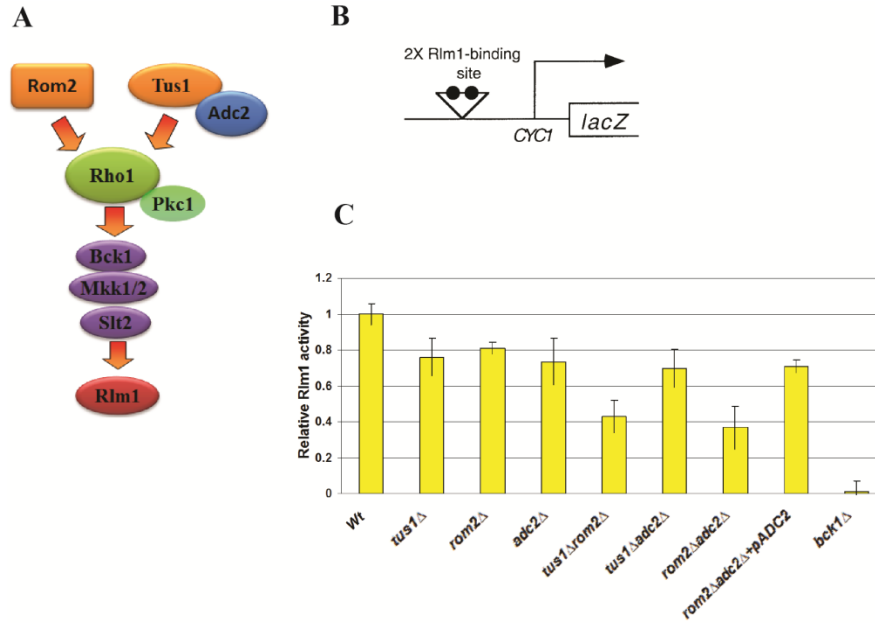 A
Rom2
Tus1
Adc2
Rho1
Pkc1
Bck1
Mkk1/2
Slt2
Rlm1
B
2X Rlm1-binding
site
CYC1
lacZ
C
Relative Rlm1 activity
1.2
1
0.8
0.6
0.4
0.2
0
Wt
tus1Δ
rom2Δ
adc2Δ
tus1Δrom2Δ
tus1Δadc2Δ
rom2Δadc2Δ
rom2Δadc2Δ+pADC2
bck1Δ